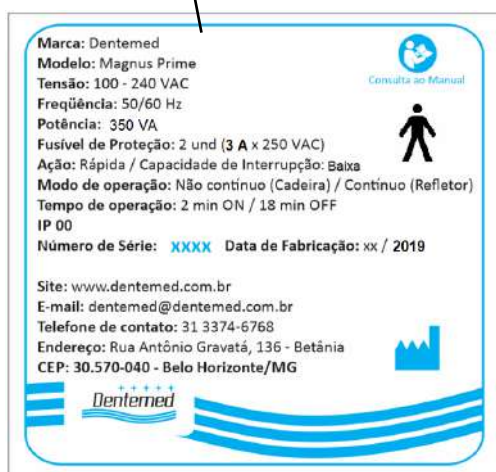 Marca: Dentemed
Modelo: Magnus Prime
Tensão: 100 - 240 VAC
Consulta ao Manual
Freqüência: 50/60 Hz
Potência: 350 VA
Fusível de Proteção: 2 und (3 A x 250 VAC)
Ação: Rápida / Capacidade de Interrupção: Baixa
Modo de operação: Não contínuo (Cadeira) / Contínuo (Refletor)
Tempo de operação: 2 min ON / 18 min OFF
IP 00
Número de Série: XXXX Data de Fabricação: xx / 2019
Site: www.dentemed.com.br
E-mail: dentemed@dentemed.com.br
Telefone de contato: 31 3374-6768
Endereço: Rua Antônio Gravatá, 136 - Betânia
CEP: 30.570-040 - Belo Horizonte/MG
Dentemed